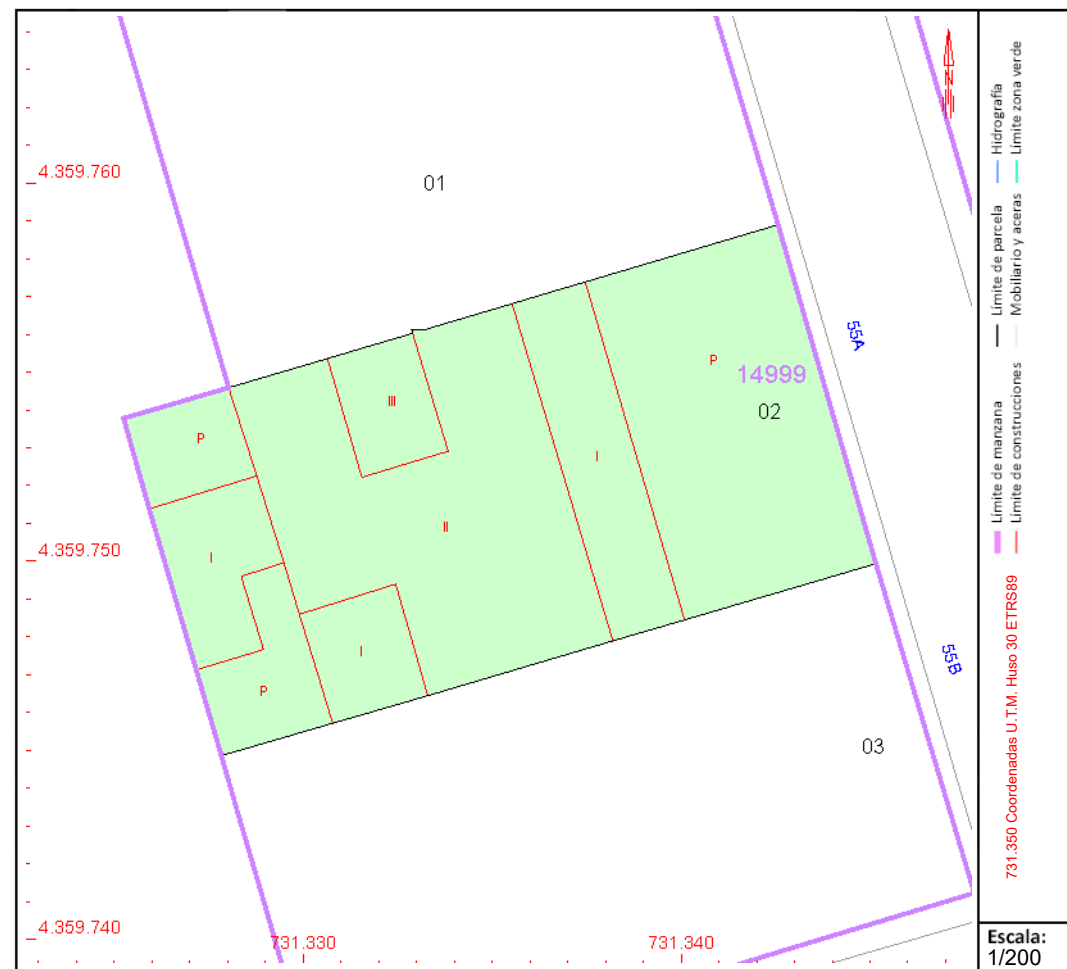 4.359.760
01
55A
P
14999
02
III
P
I
4.359.750
II
I
I
P
55B
03
4.359.740
731.330
731.340
N
Límite de manzana
Límite de construcciones
Límite de parcela
Mobiliario y aceras
Hidrografía
Límite zona verde
731.350 Coordenadas U.T.M. Huso 30 ETRS89
Escala:
1/200